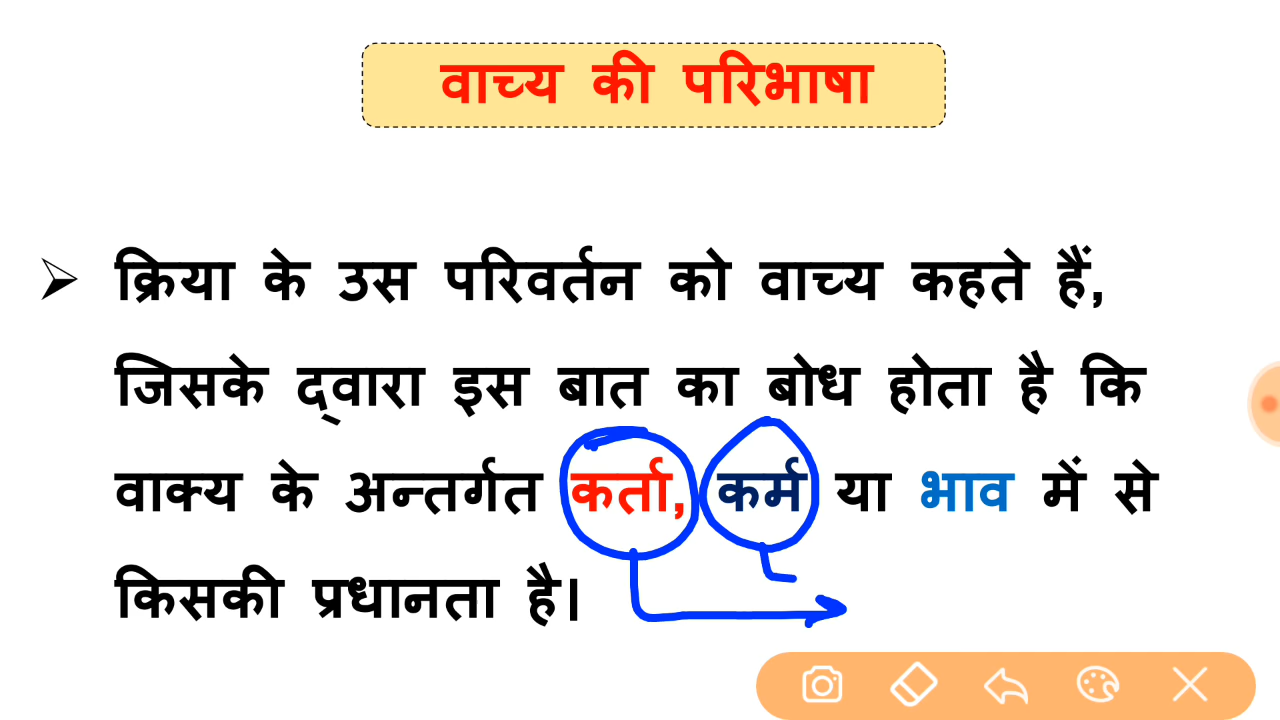 वाच्य की परिभाषा
क्रिया के उस परिवर्तन को वाच्य कहते हैं,
जिसके द्वारा इस बात का बोध होता है कि
वाक्य के अन्तर्गत कर्ता, कर्म या भाव में से
किसकी प्रधानता है।